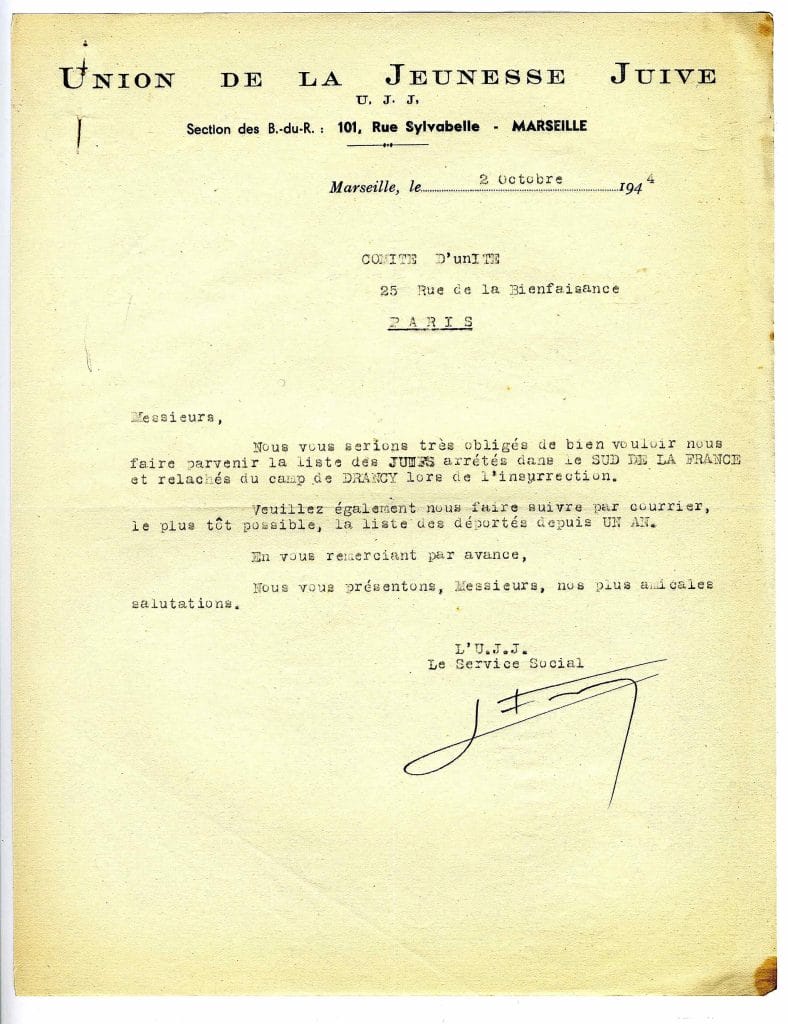 UNION DE LA JEUNESSE JUIVE
U. J. J.
Section des B.-du-R. : 101, Rue Sylvabelle - MARSEILLE
Marseille, le 2 Octobre 1944
COMITE D'unITE
25 Rue de la Bienfaisance
PARIS
Messieurs,
Nous vous serions très obligés de bien vouloir nous
faire parvenir la liste des JUIFS arrétés dans le SUD DE LA FRANCE
et relachés du camp de DRANCY lors de l'insurrection.
Veuillez également nous faire suivre par courrier,
le plus tôt possible, la liste des déportés depuis UN AN.
En vous remerciant par avance,
Nous vous présentons, Messieurs, nos plus amicales
salutations.
L'U.J.J.
Le Service Social